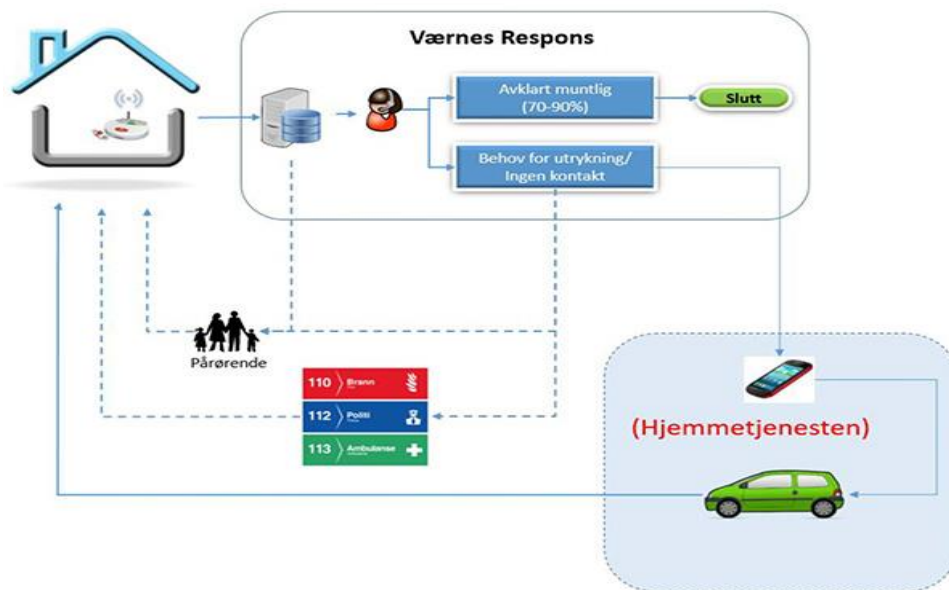 Værnes Respons
Avklart muntlig
(70-90%)
Slutt
Behov for utrykning/
Ingen kontakt
Pårørende
110 Brann
112 Politi
113 Ambulanse
(Hjemmetjenesten)